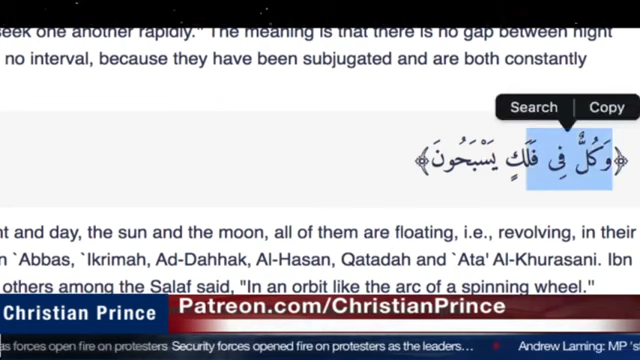 seek one another rapidly." The meaning is that there is no gap between night
no interval, because they have been subjugated and are both constantly
Search Copy
﴿وَكُلٌّ فِى فَلَكٍ يَسْبَحُونَ﴾
nt and day, the sun and the moon, all of them are floating, i.e., revolving, in their
n `Abbas, `Ikrimah, Ad-Dahhak, Al-Hasan, Qatadah and `Ata' Al-Khurasani. Ibn
others among the Salaf said, "In an orbit like the arc of a spinning wheel."
Christian Prince
Patreon.com/ChristianPrince
as forces open fire on protesters Security forces opened fire on protesters as the leaders... » Andrew Larning: MP 's